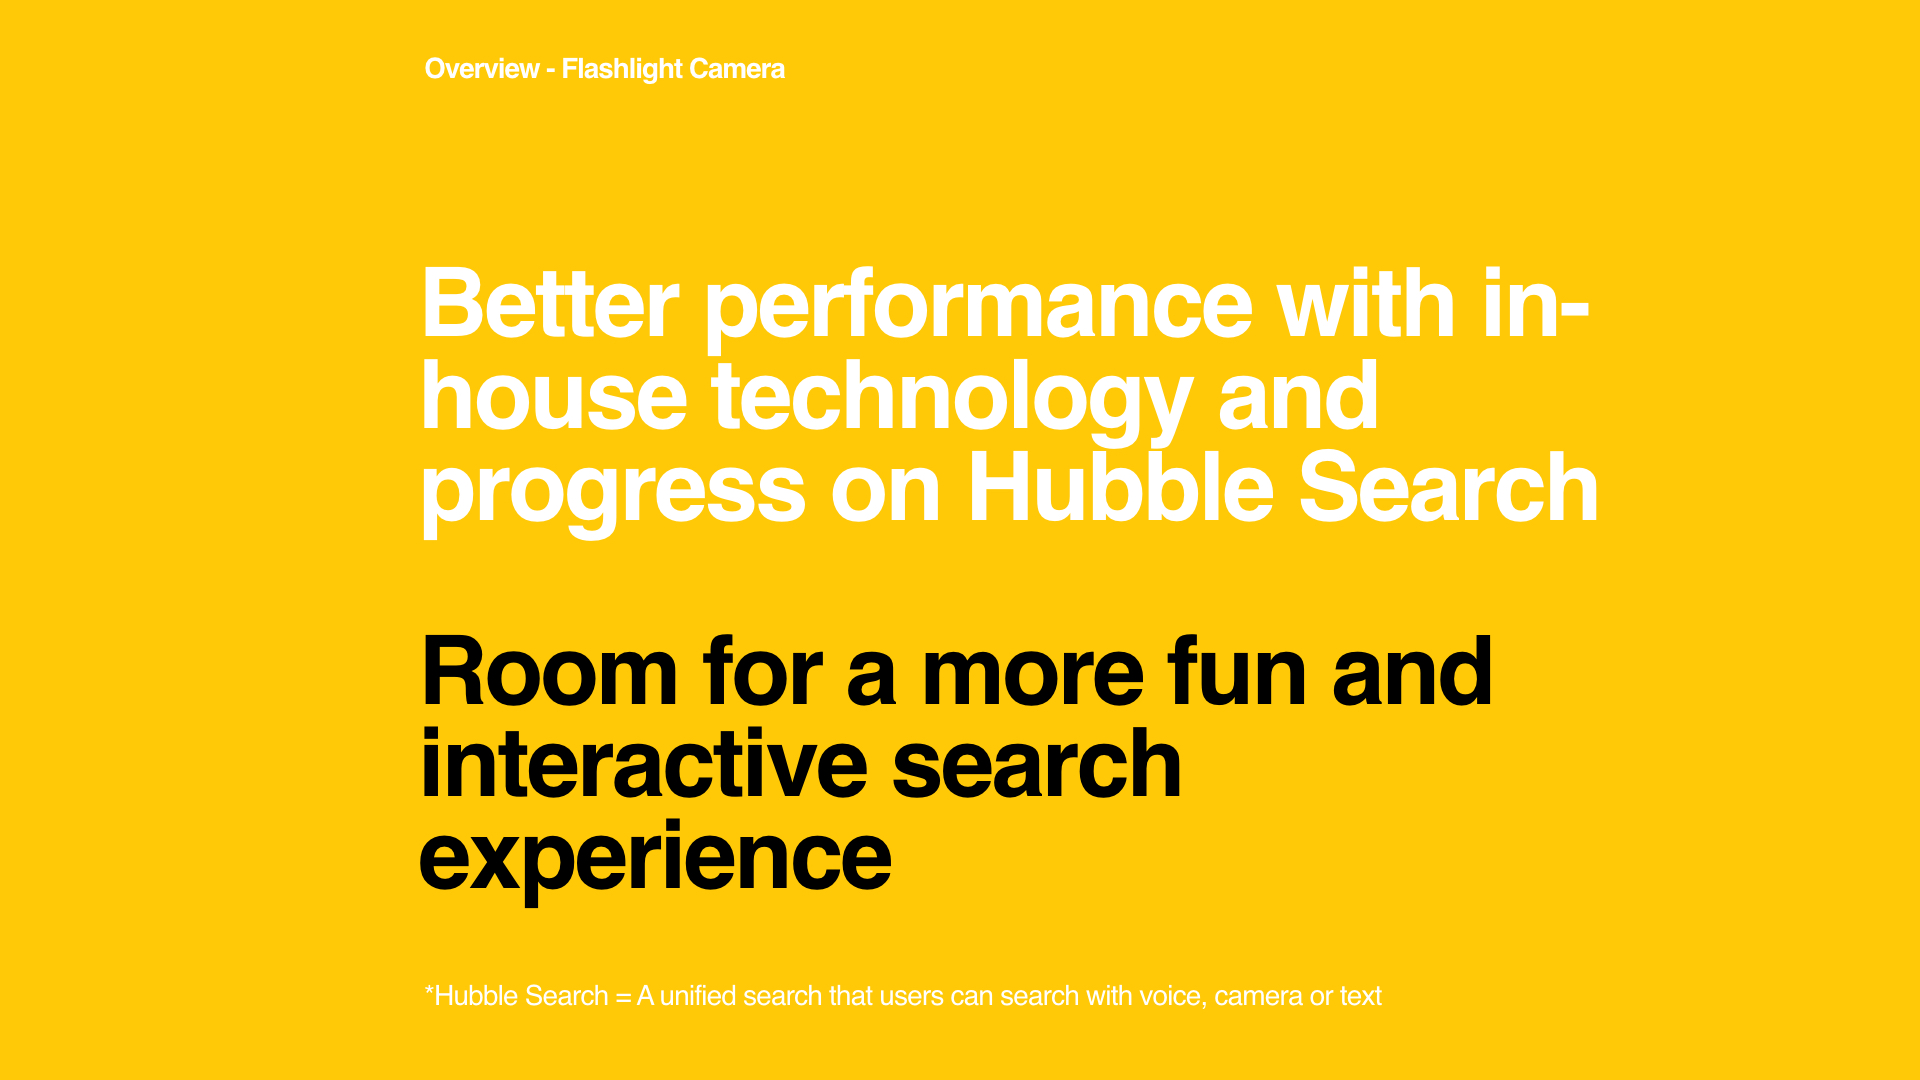 Overview - Flashlight Camera
Better performance with in-
house technology and
progress on Hubble Search
Room for a more fun and
interactive search
experience
*Hubble Search = A unified search that users can search with voice, camera or text